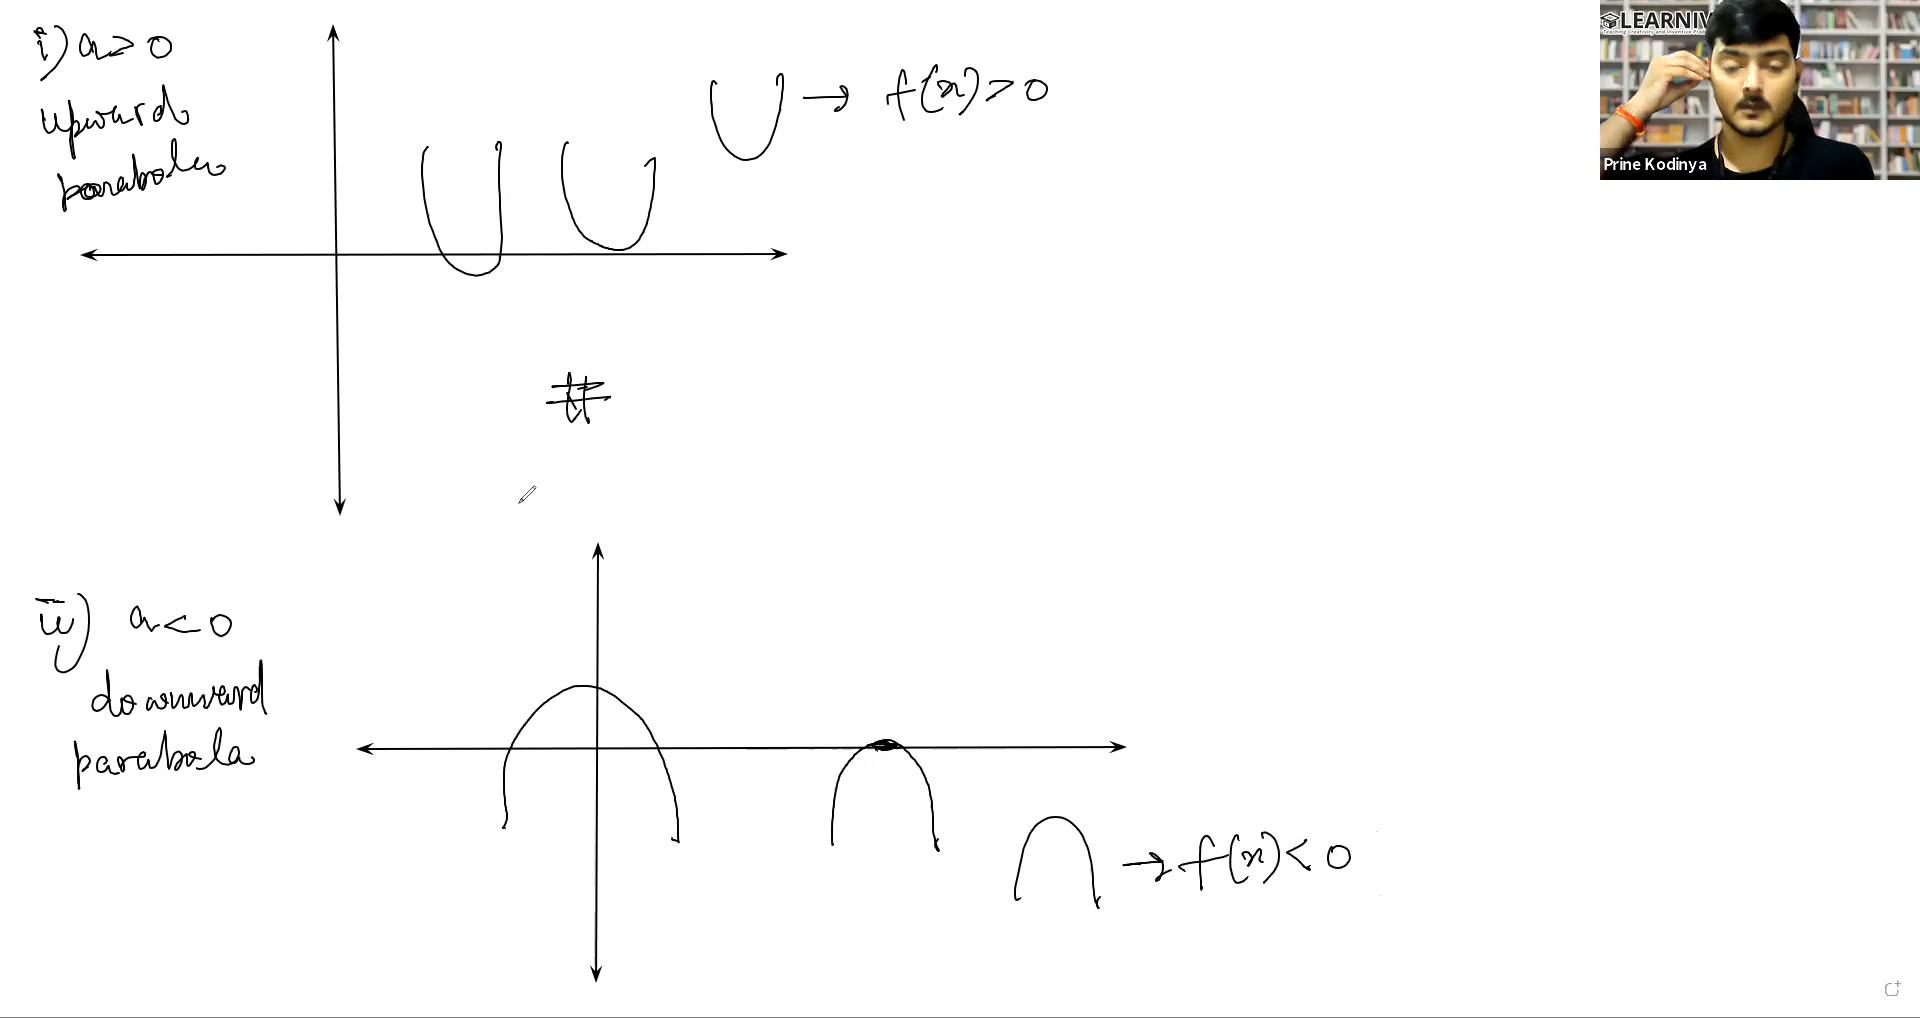 i) a > 0
upward
parabola
→ f(x) > 0
#
ii) a < 0
downward
parabola
→ f(x) < 0
LEARNIV
Prine Kodinya